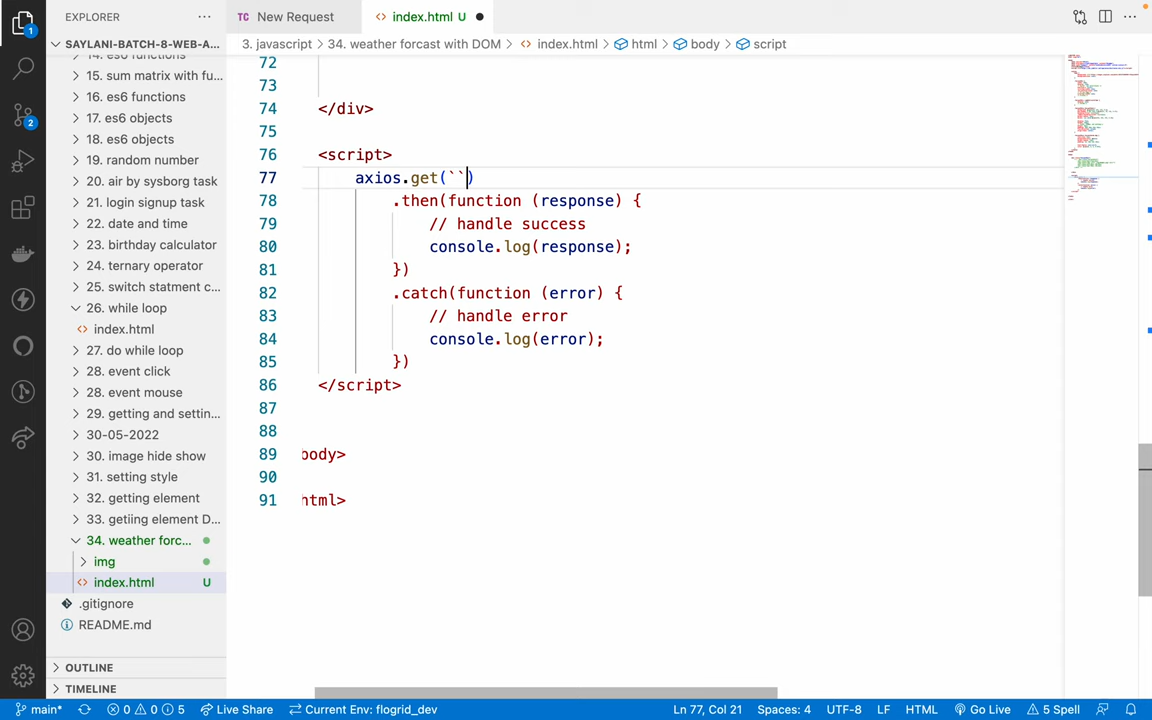 EXPLORER
TC New Request
<> index.html U
SAYLANI-BATCH-8-WEB-A...
3. javascript > 34. weather forcast with DOM > <> index.html > html > body > script
14. es6 functions
15. sum matrix with fu...
16. es6 functions
17. es6 objects
18. es6 objects
19. random number
20. air by sysborg task
21. login signup task
22. date and time
23. birthday calculator
24. ternary operator
25. switch statment c...
26. while loop
<> index.html
27. do while loop
28. event click
28. event mouse
29. getting and settin...
30-05-2022
30. image hide show
31. setting style
32. getting element
33. getiing element D...
34. weather forc...
img
<> index.html U
.gitignore
README.md
OUTLINE
TIMELINE
72
73
74 </div>
75
76 <script>
77 axios.get(``)
78 .then(function (response) {
79 // handle success
80 console.log(response);
81 })
82 .catch(function (error) {
83 // handle error
84 console.log(error);
85 })
86 </script>
87
88
89 body>
90
91 html>
1
2
main* 0 0 5 Live Share Current Env: flogrid_dev Ln 77, Col 21 Spaces: 4 UTF-8 LF HTML Go Live 5 Spell